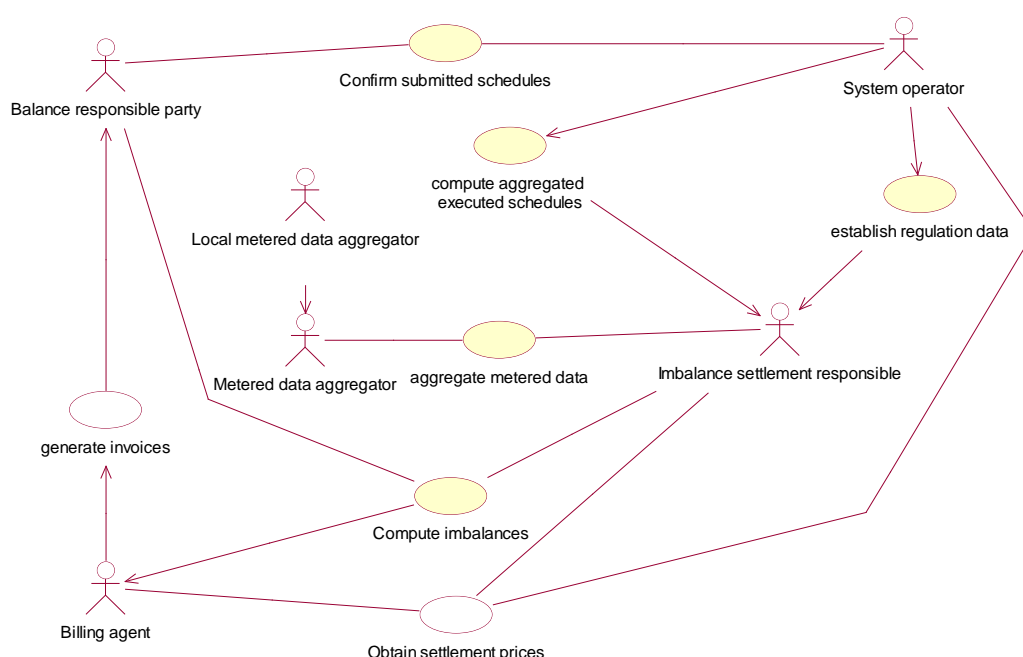 Confirm submitted schedules
System operator
Balance responsible party
compute aggregated
executed schedules
establish regulation data
Local metered data aggregator
Metered data aggregator
aggregate metered data
Imbalance settlement responsible
generate invoices
Compute imbalances
Billing agent
Obtain settlement prices